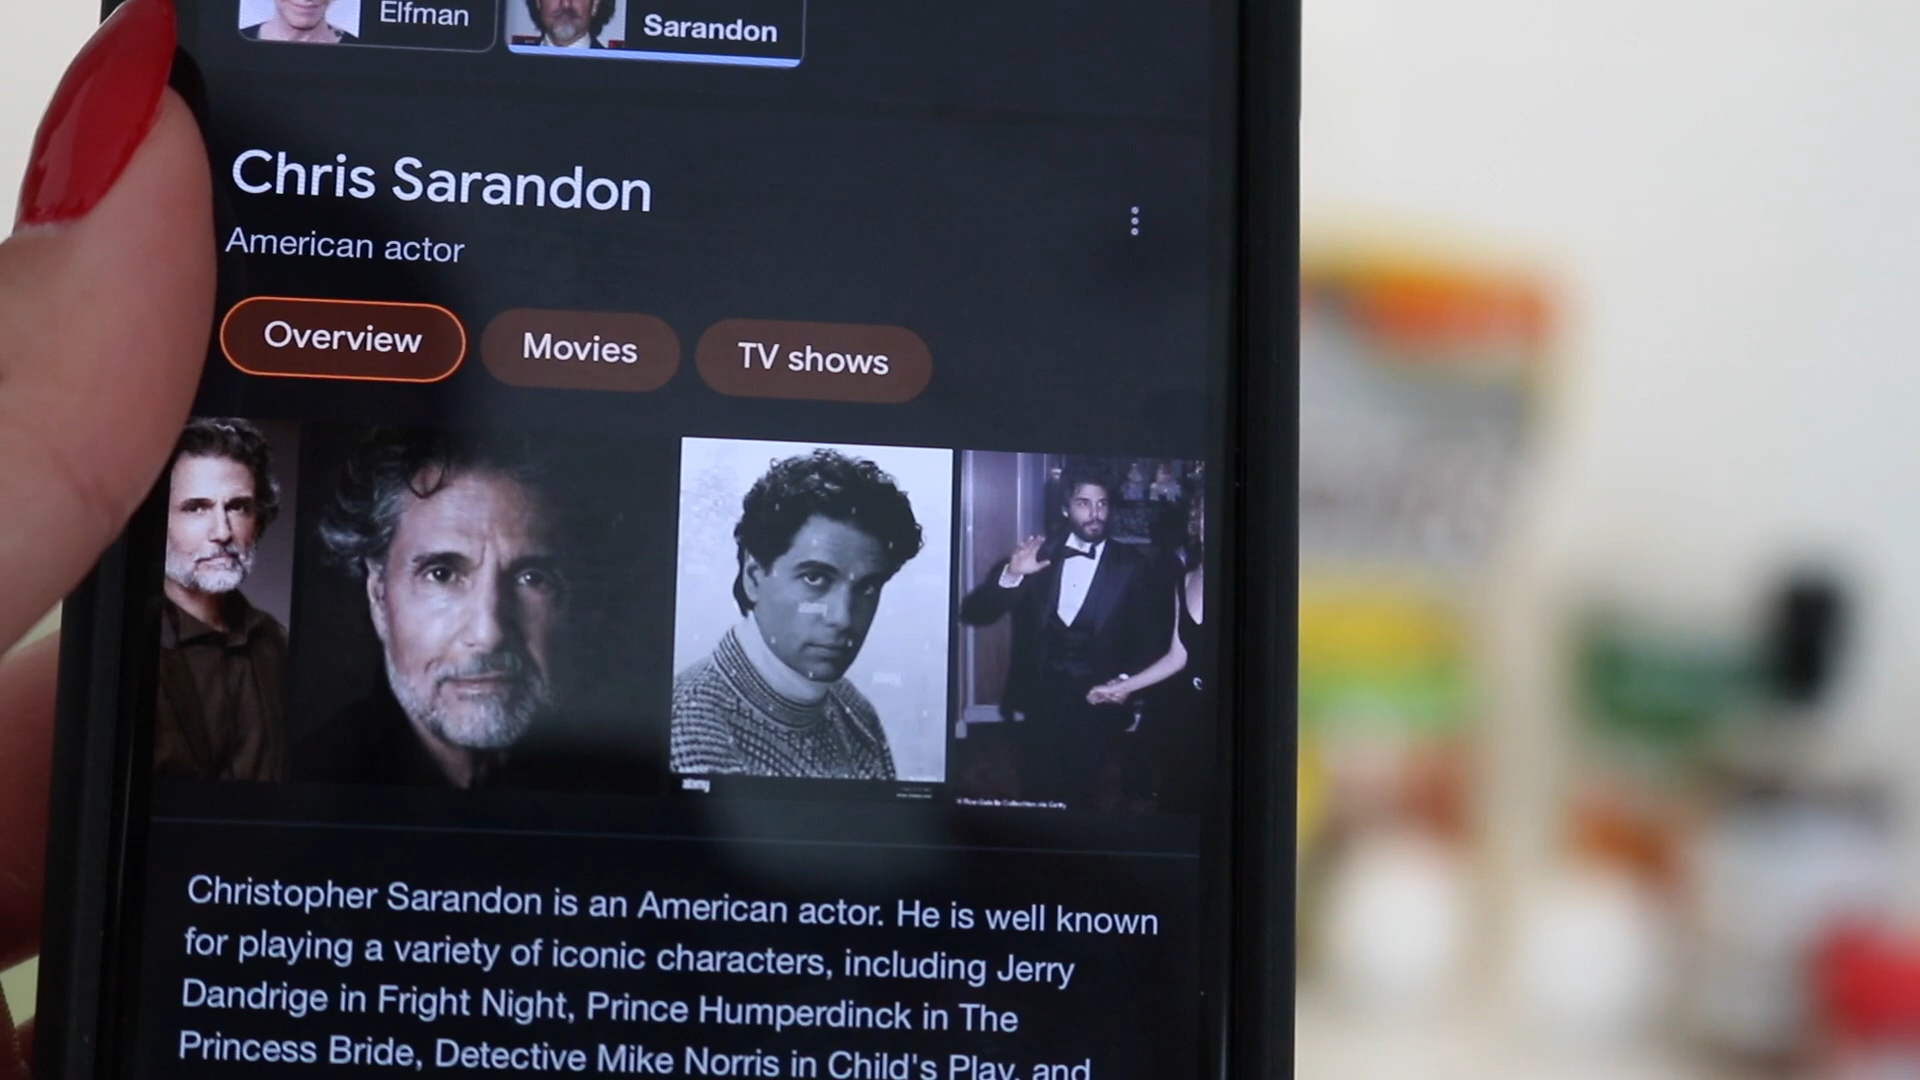 Elfman
Sarandon
Chris Sarandon
American actor
Overview
Movies
TV shows
alamy
Christopher Sarandon is an American actor. He is well known
for playing a variety of iconic characters, including Jerry
Dandrige in Fright Night, Prince Humperdinck in The
Princess Bride, Detective Mike Norris in Child's Play, and